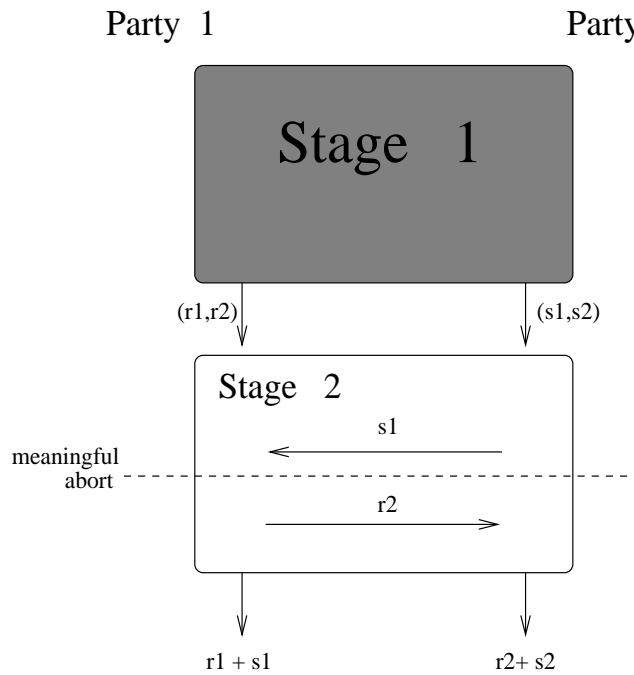 Party 1
Party
Stage 1
(r1,r2)
(s1,s2)
Stage 2
s1
meaningful
abort
r2
r1 + s1
r2+ s2